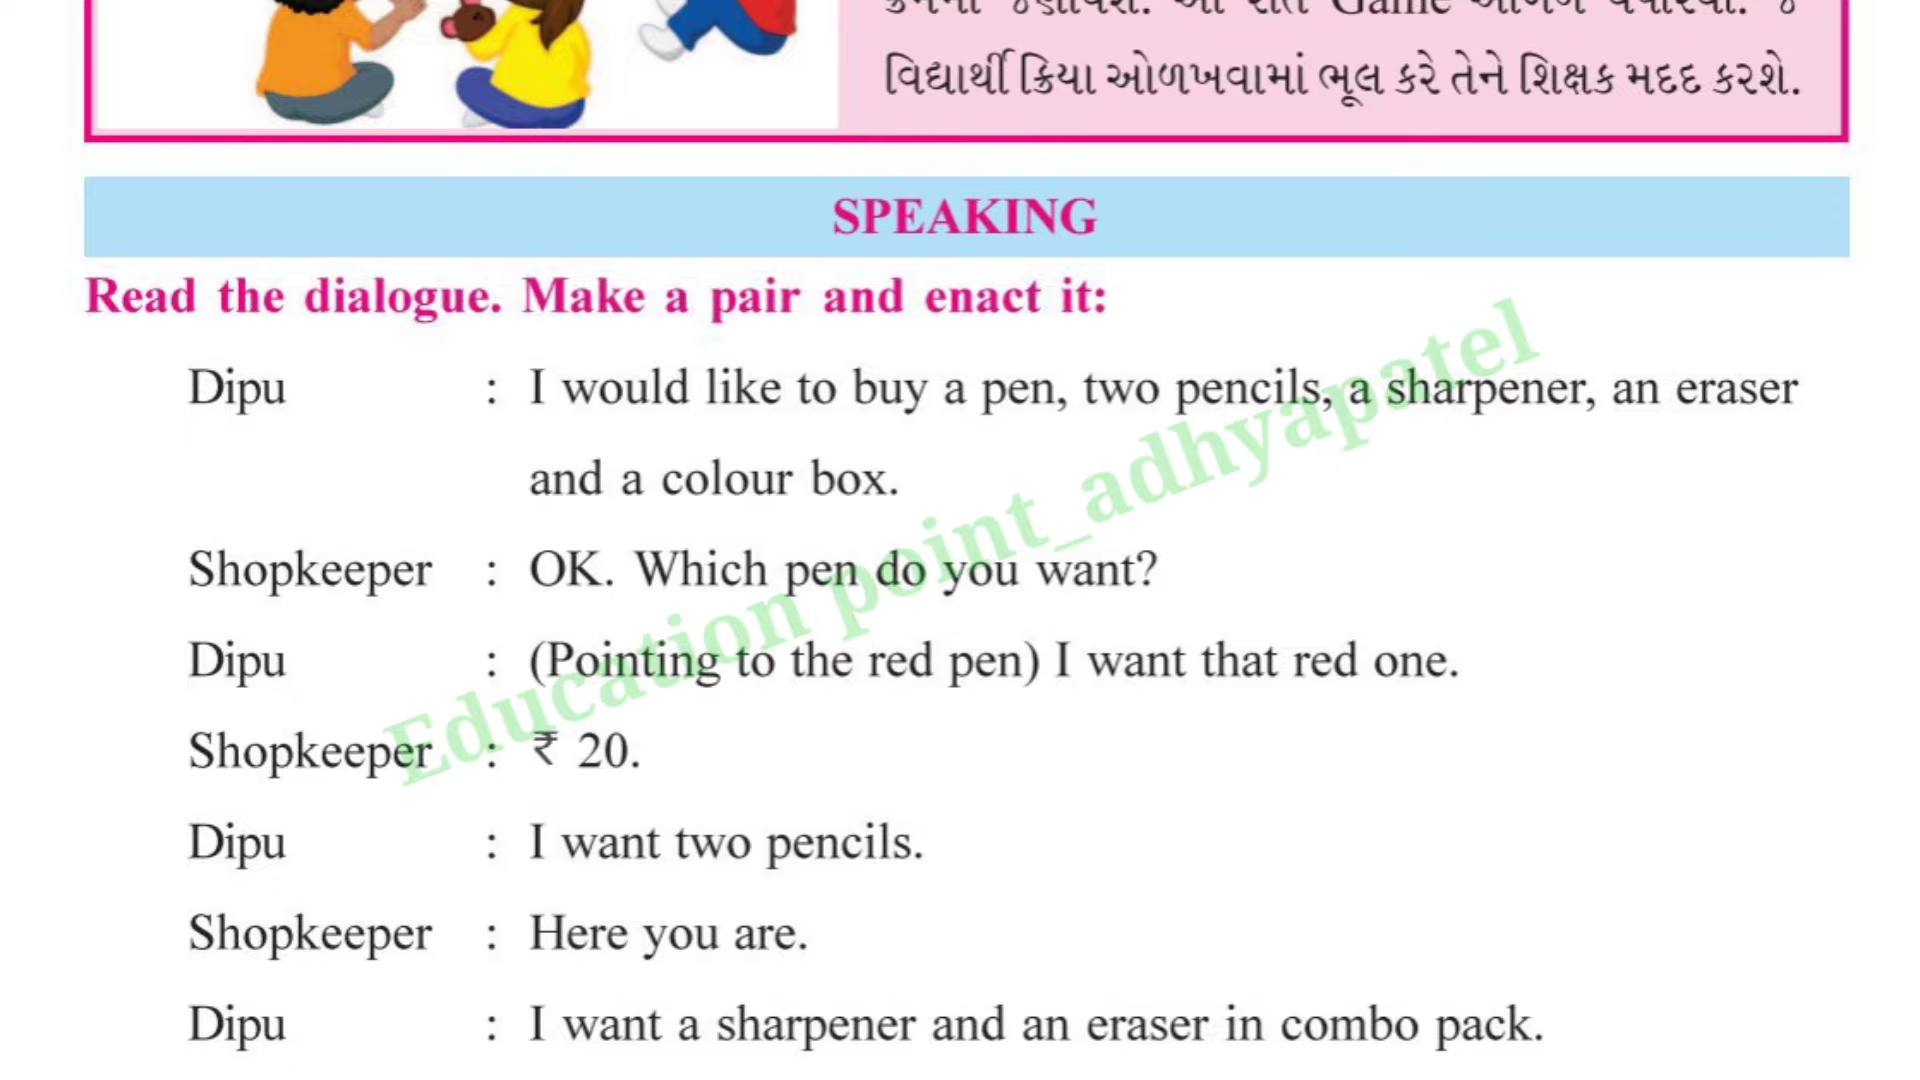 વિદ્યાર્થી ક્રિયા ઓળખવામાં ભૂલ કરે તેને શિક્ષક મદદ કરશે.
SPEAKING
Read the dialogue. Make a pair and enact it:
Dipu : I would like to buy a pen, two pencils, a sharpener, an eraser
and a colour box.
Shopkeeper : OK. Which pen do you want?
Dipu : (Pointing to the red pen) I want that red one.
Shopkeeper : ₹ 20.
Dipu : I want two pencils.
Shopkeeper : Here you are.
Dipu : I want a sharpener and an eraser in combo pack.
Education point_adhyapatel